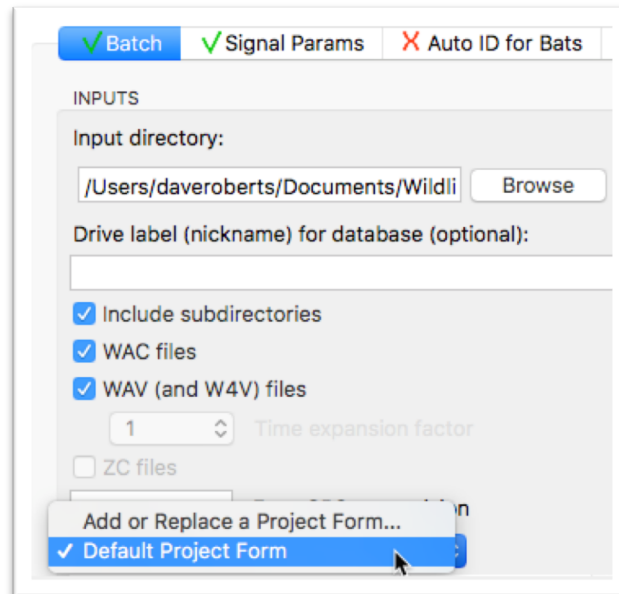 Batch Signal Params Auto ID for Bats
INPUTS
Input directory:
/Users/daveroberts/Documents/Wildli Browse
Drive label (nickname) for database (optional):
Include subdirectories
WAC files
WAV (and W4V) files
1 Time expansion factor
ZC files
Add or Replace a Project Form...
Default Project Form